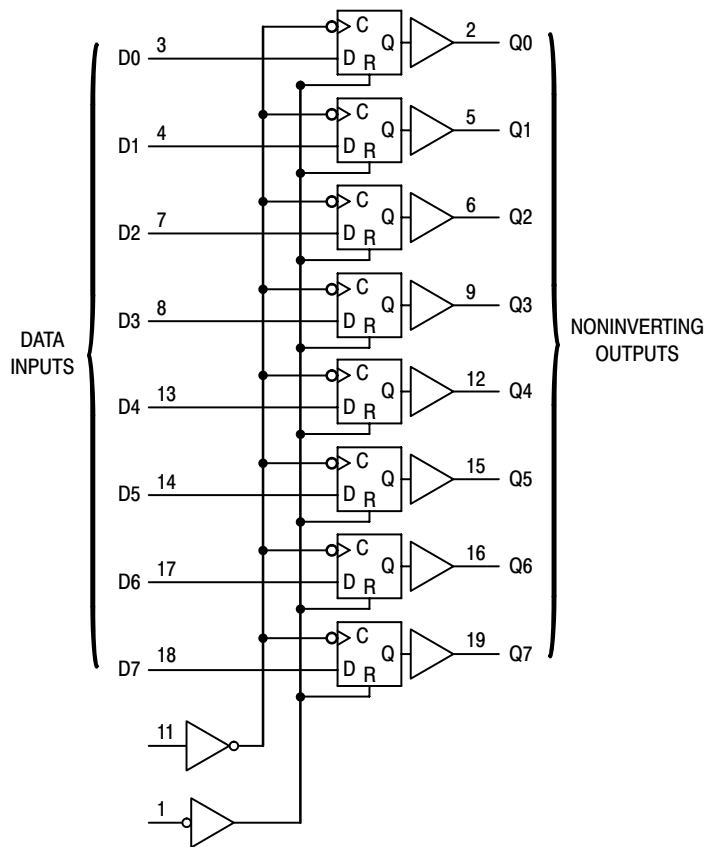 C Q 2 Q0
D0 3 D R
C Q 5 Q1
D1 4 D R
C Q 6 Q2
D2 7 D R
C Q 9 Q3
D3 8 D R
DATA
INPUTS
NONINVERTING
OUTPUTS
C Q 12 Q4
D4 13 D R
C Q 15 Q5
D5 14 D R
C Q 16 Q6
D6 17 D R
C Q 19 Q7
D7 18 D R
11
1